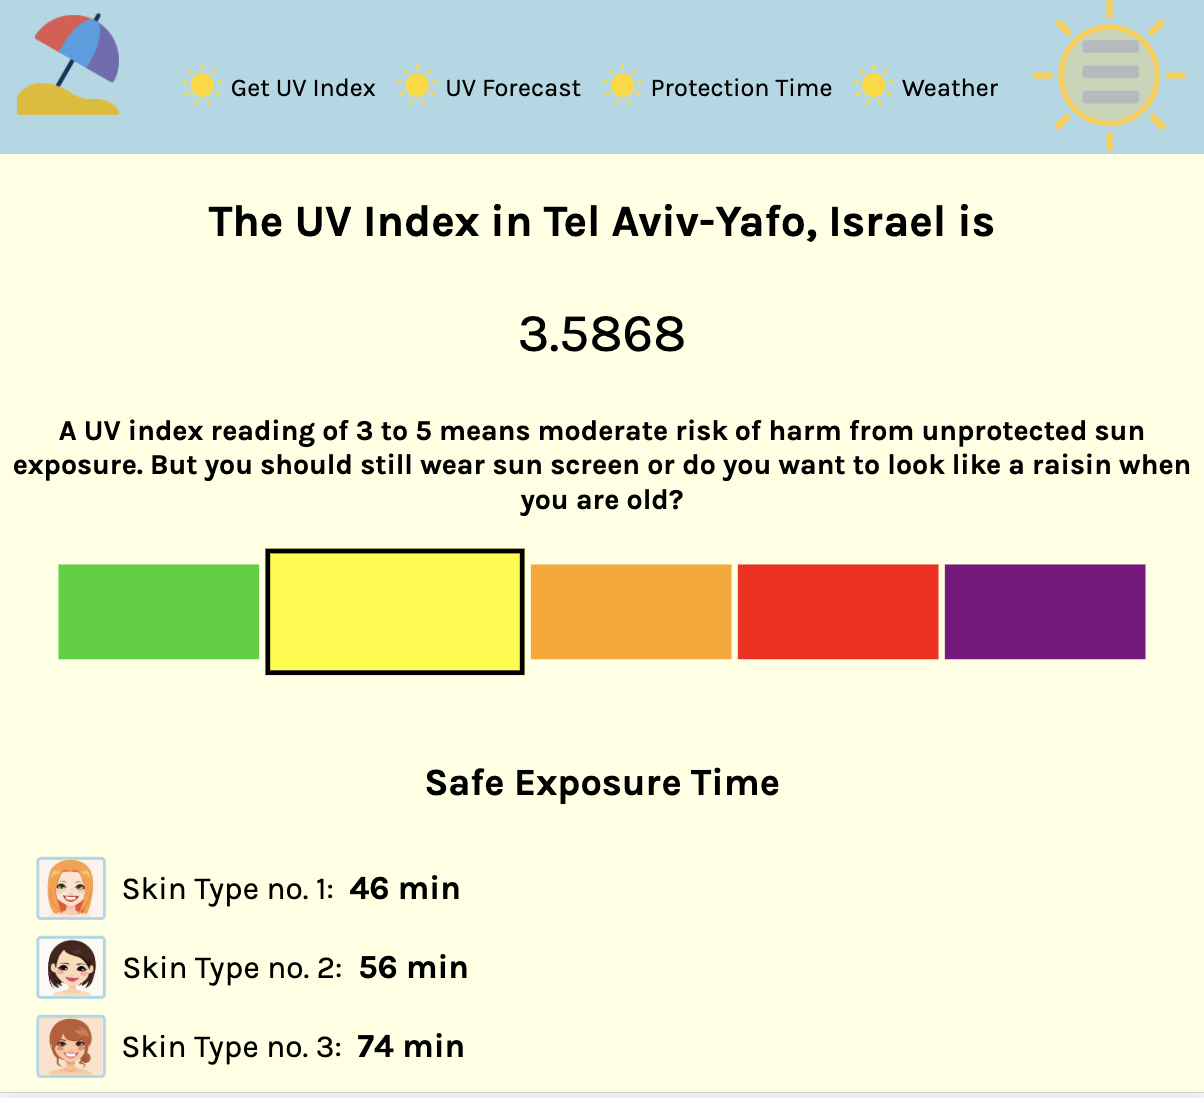 Get UV Index UV Forecast Protection Time Weather
The UV Index in Tel Aviv-Yafo, Israel is
3.5868
A UV index reading of 3 to 5 means moderate risk of harm from unprotected sun
exposure. But you should still wear sun screen or do you want to look like a raisin when
you are old?
Safe Exposure Time
Skin Type no. 1: 46 min
Skin Type no. 2: 56 min
Skin Type no. 3: 74 min